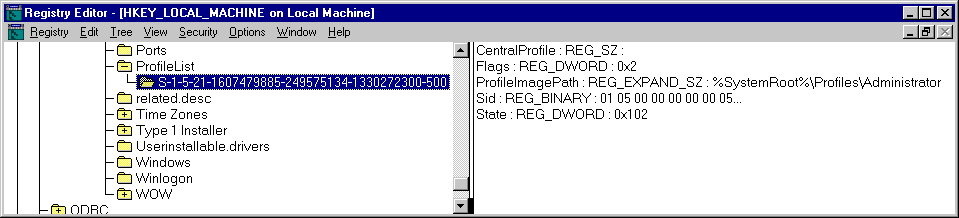 Registry Editor - [HKEY_LOCAL_MACHINE on Local Machine]
Registry Edit Tree View Security Options Window Help
Ports
ProfileList
S-1-5-21-1607479885-249575134-1330272300-500
related.desc
Time Zones
Type 1 Installer
Userinstallable.drivers
Windows
Winlogon
WOW
ODBC
CentralProfile : REG_SZ :
Flags : REG_DWORD : 0x2
ProfileImagePath : REG_EXPAND_SZ : %SystemRoot%\Profiles\Administrator
Sid : REG_BINARY : 01 05 00 00 00 00 00 05...
State : REG_DWORD : 0x102